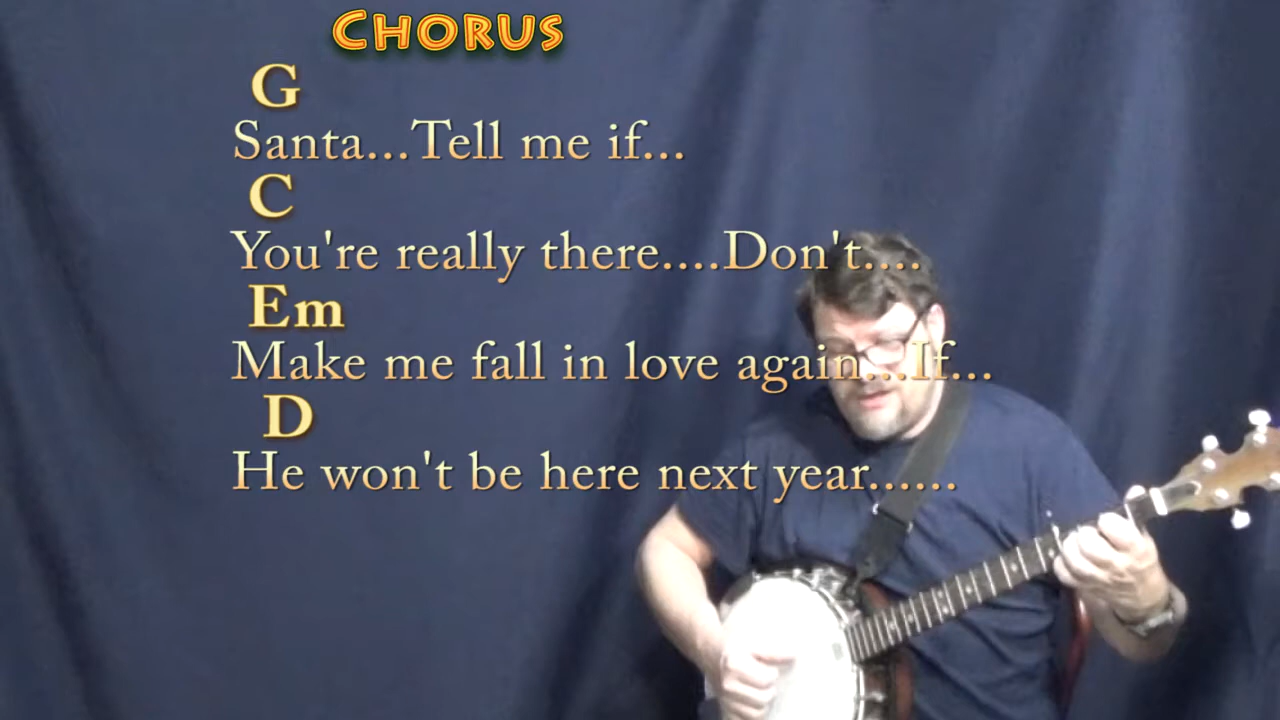 CHORUS
G
Santa...Tell me if...
C
You're really there....Don't....
Em
Make me fall in love again...If...
D
He won't be here next year......